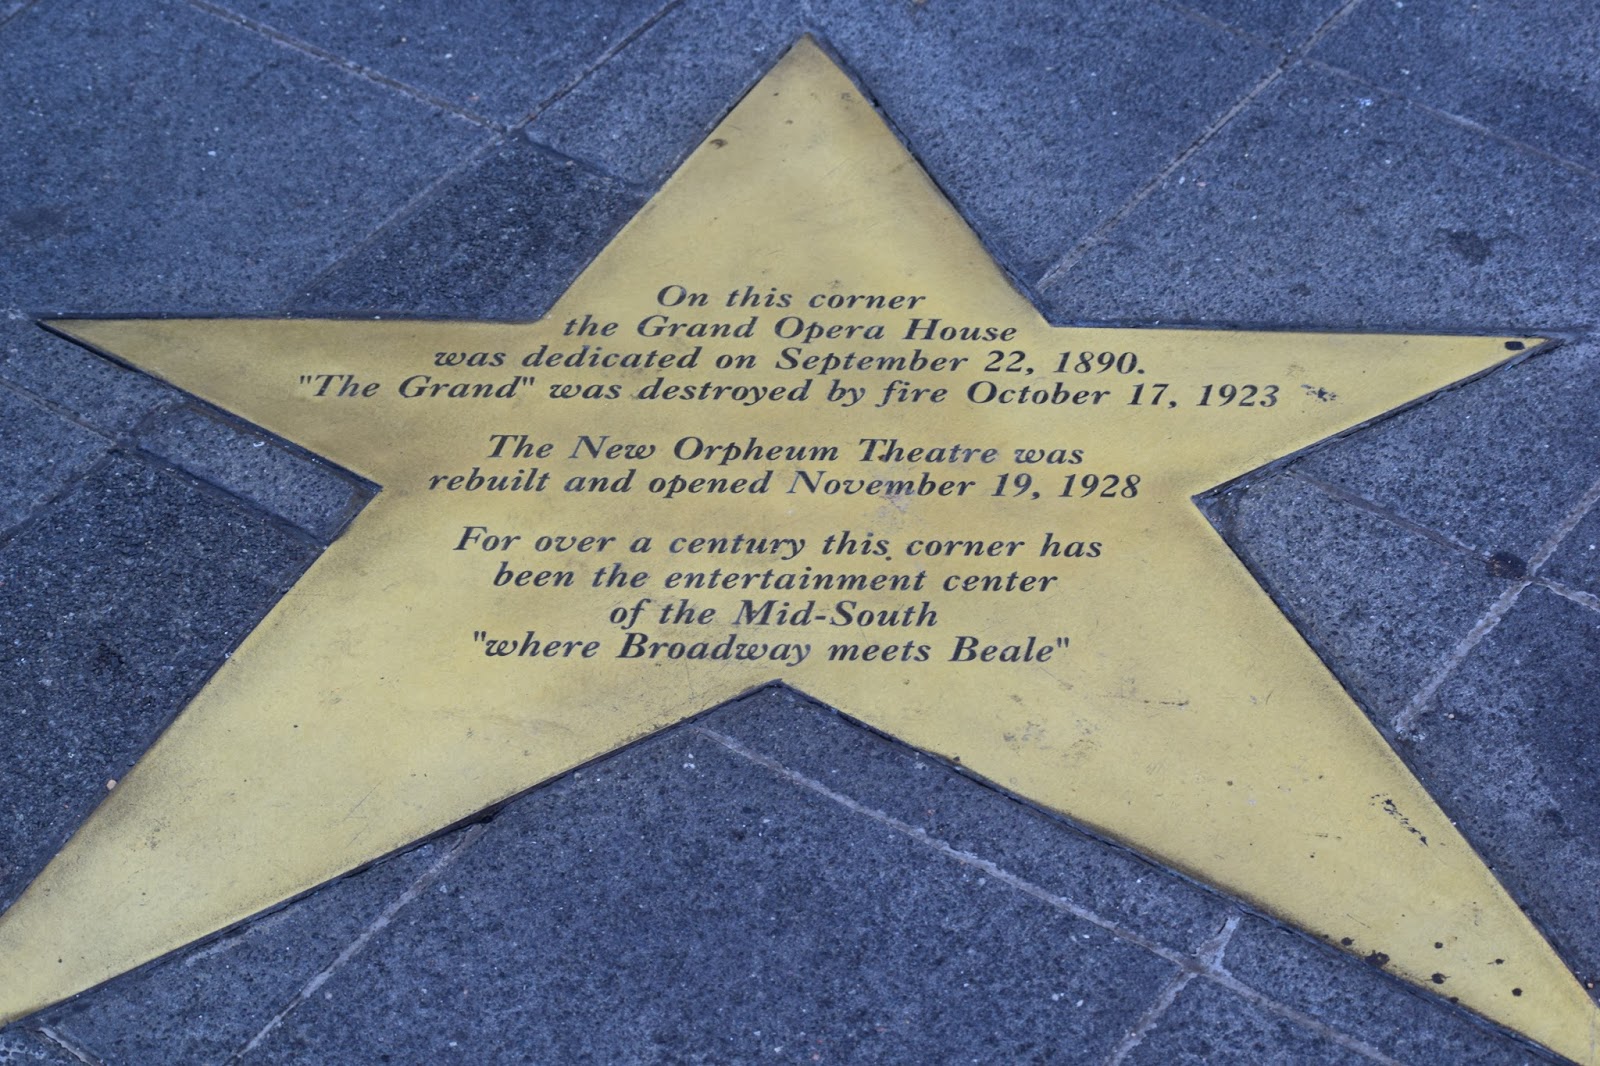 On this corner
the Grand Opera House
was dedicated on September 22, 1890.
"The Grand" was destroyed by fire October 17, 1923
The New Orpheum Theatre was
rebuilt and opened November 19, 1928
For over a century this corner has
been the entertainment center
of the Mid-South
"where Broadway meets Beale"